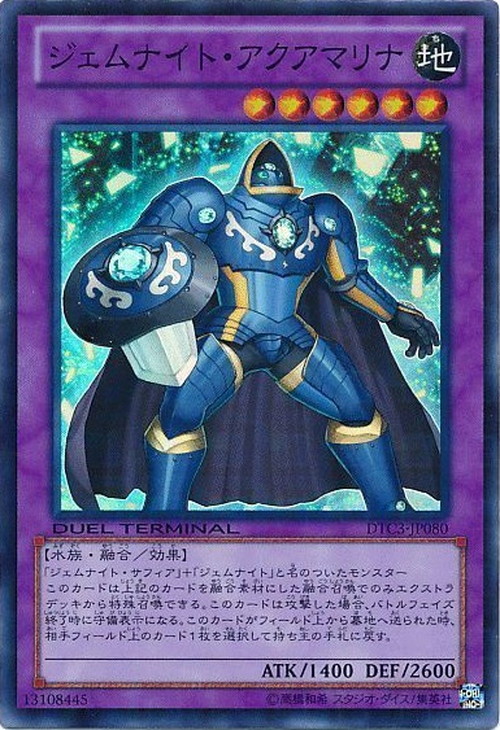 ジェムナイト・アクアマリナ
地
DUEL TERMINAL
DTC3-JP080
【水族・融合／効果】
「ジェムナイト・サフィア」＋「ジェムナイト」と名のついたモンスター
このカードは上記のカードを融合素材にした融合召喚でのみエクストラ
デッキから特殊召喚できる。このカードは攻撃した場合、バトルフェイズ
終了時に守備表示になる。このカードがフィールド上から墓地へ送られた時、
相手フィールド上のカード1枚を選択して持ち主の手札に戻す。
ATK/1400 DEF/2600
13108445
©高橋和希 スタジオ・ダイス/集英社